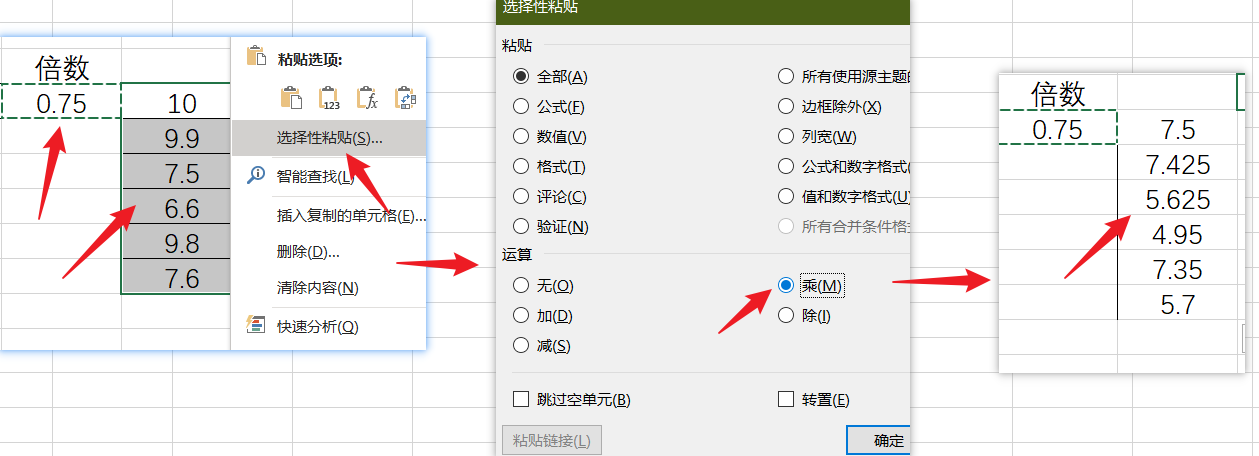 倍数
0.75
10
9.9
7.5
6.6
9.8
7.6
粘贴选项:
123
fx
选择性粘贴(S)...
智能查找(L)
插入复制的单元格(E)...
删除(D)...
清除内容(N)
快速分析(Q)
选择性粘贴
粘贴
全部(A)
所有使用源主题的
公式(F)
边框除外(X)
数值(V)
列宽(W)
格式(T)
公式和数字格式(
评论(C)
值和数字格式(U)
验证(N)
所有合并条件格式
运算
无(O)
乘(M)
加(D)
除(I)
减(S)
跳过空单元(B)
转置(E)
粘贴链接(L)
确定
倍数
0.75
7.5
7.425
5.625
4.95
7.35
5.7